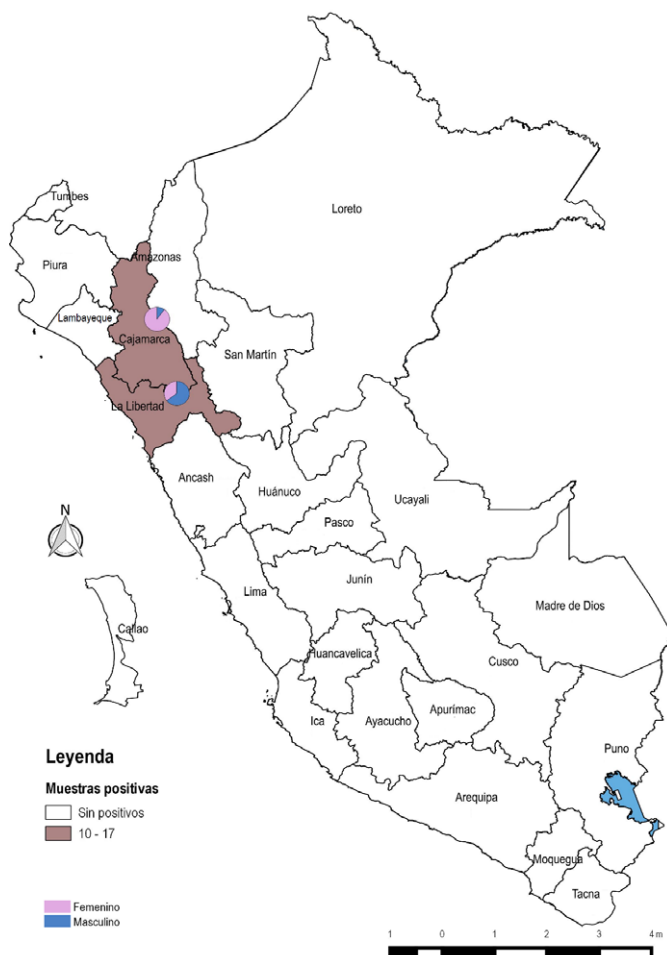 Tumbes
Loreto
Amazonas
Piura
Lambayeque
Cajamarca
San Martín
La Libertad
Ancash
Huánuco
Ucayali
N
Pasco
Junín
Lima
Madre de Dios
Callao
Huancavelica
Cusco
Ica
Ayacucho
Apurímac
Puno
Leyenda
Muestras positivas
Sin positivos
10 - 17
Arequipa
Moquegua
Tacna
Femenino
Masculino
1 0 1 2 3 4 m